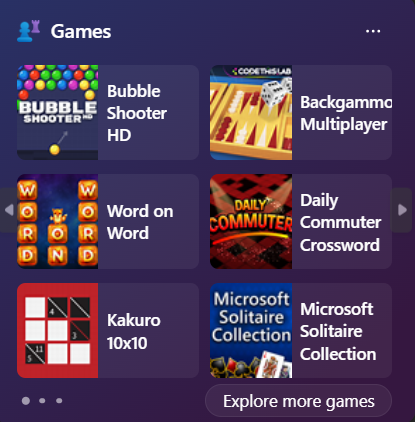 Games
BUBBLE
SHOOTER HD
Bubble
Shooter
HD
CODETHISLAB
Backgammo
Multiplayer
W W
O O
R R
D O R D N
Word on
Word
DAILY
COMMUTER
Daily
Commuter
Crossword
4
3
11
5
Kakuro
10x10
Microsoft
Solitaire
Collection
Microsoft
Solitaire
Collection
Explore more games